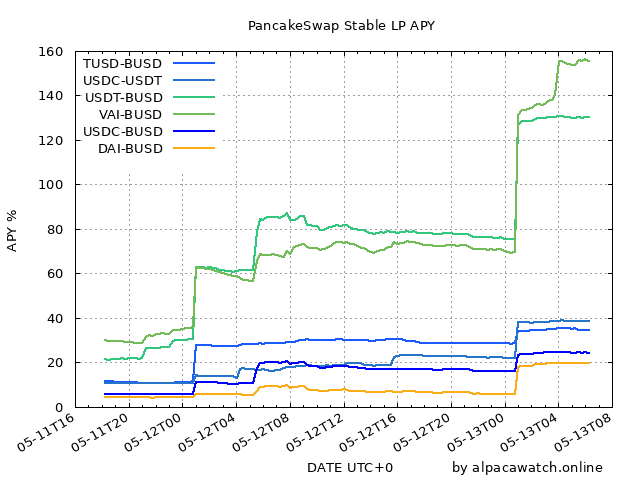 PancakeSwap Stable LP APY
160
140
120
100
80
60
40
20
0
APY %
TUSD-BUSD
USDC-USDT
USDT-BUSD
VAI-BUSD
USDC-BUSD
DAI-BUSD
05-11T16
05-11T20
05-12T00
05-12T04
05-12T08
05-12T12
05-12T16
05-12T20
05-13T00
05-13T04
05-13T08
DATE UTC+0
by alpacawatch.online